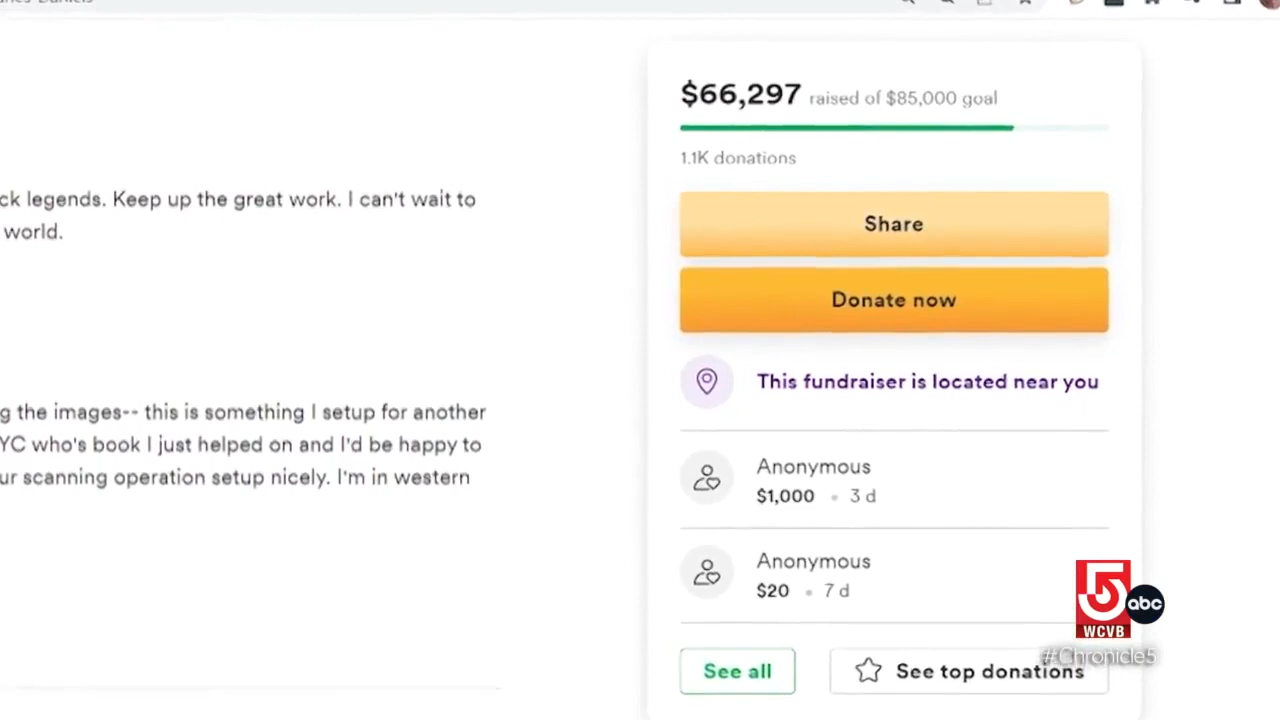 $66,297 raised of $85,000 goal
1.1K donations
ck legends. Keep up the great work. I can't wait to
world.
Share
Donate now
This fundraiser is located near you
g the images-- this is something I setup for another
YC who's book I just helped on and I'd be happy to
ur scanning operation setup nicely. I'm in western
Anonymous
$1,000 • 3 d
Anonymous
$20 • 7 d
See all
See top donations
5 abc
WCVB
#Chronicle5